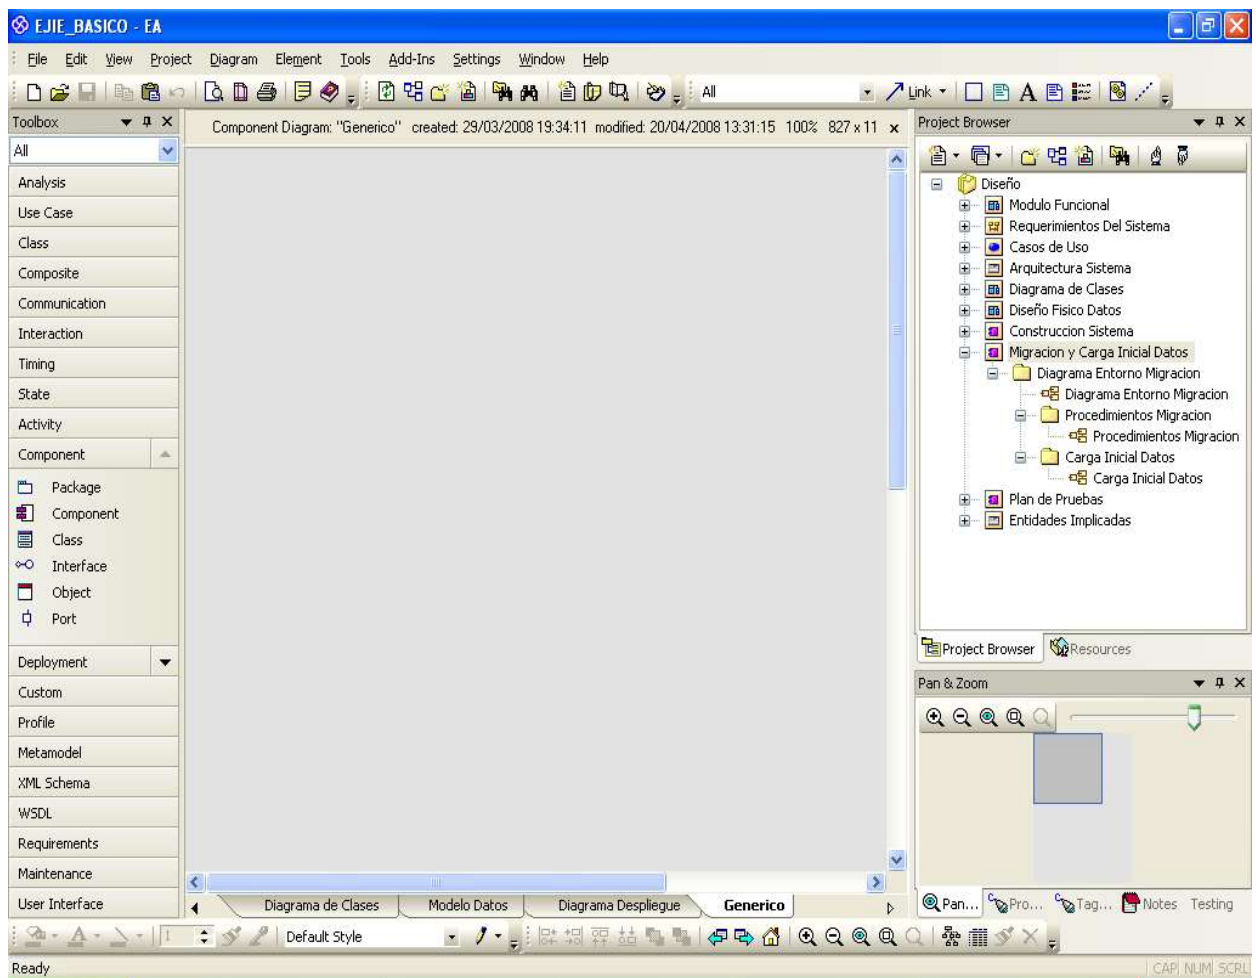 EJIE_BASICO - EA
File Edit View Project Diagram Element Tools Add-Ins Settings Window Help
All
Link
A
Toolbox
All
Analysis
Use Case
Class
Composite
Communication
Interaction
Timing
State
Activity
Component
Package
Component
Class
Interface
Object
Port
Deployment
Custom
Profile
Metamodel
XML Schema
WSDL
Requirements
Maintenance
User Interface
Component Diagram: "Generico" created: 29/03/2008 19:34:11 modified: 20/04/2008 13:31:15 100% 827 x 11
Diagrama de Clases
Modelo Datos
Diagrama Despliegue
Generico
Project Browser
Diseño
Modulo Funcional
Requerimientos Del Sistema
Casos de Uso
Arquitectura Sistema
Diagrama de Clases
Diseño Fisico Datos
Construccion Sistema
Migracion y Carga Inicial Datos
Diagrama Entorno Migracion
Diagrama Entorno Migracion
Procedimientos Migracion
Procedimientos Migracion
Carga Inicial Datos
Carga Inicial Datos
Plan de Pruebas
Entidades Implicadas
Project Browser
Resources
Pan & Zoom
Pan...
Pro...
Tag...
Notes
Testing
A
1
Default Style
Ready
CAP NUM SCRL